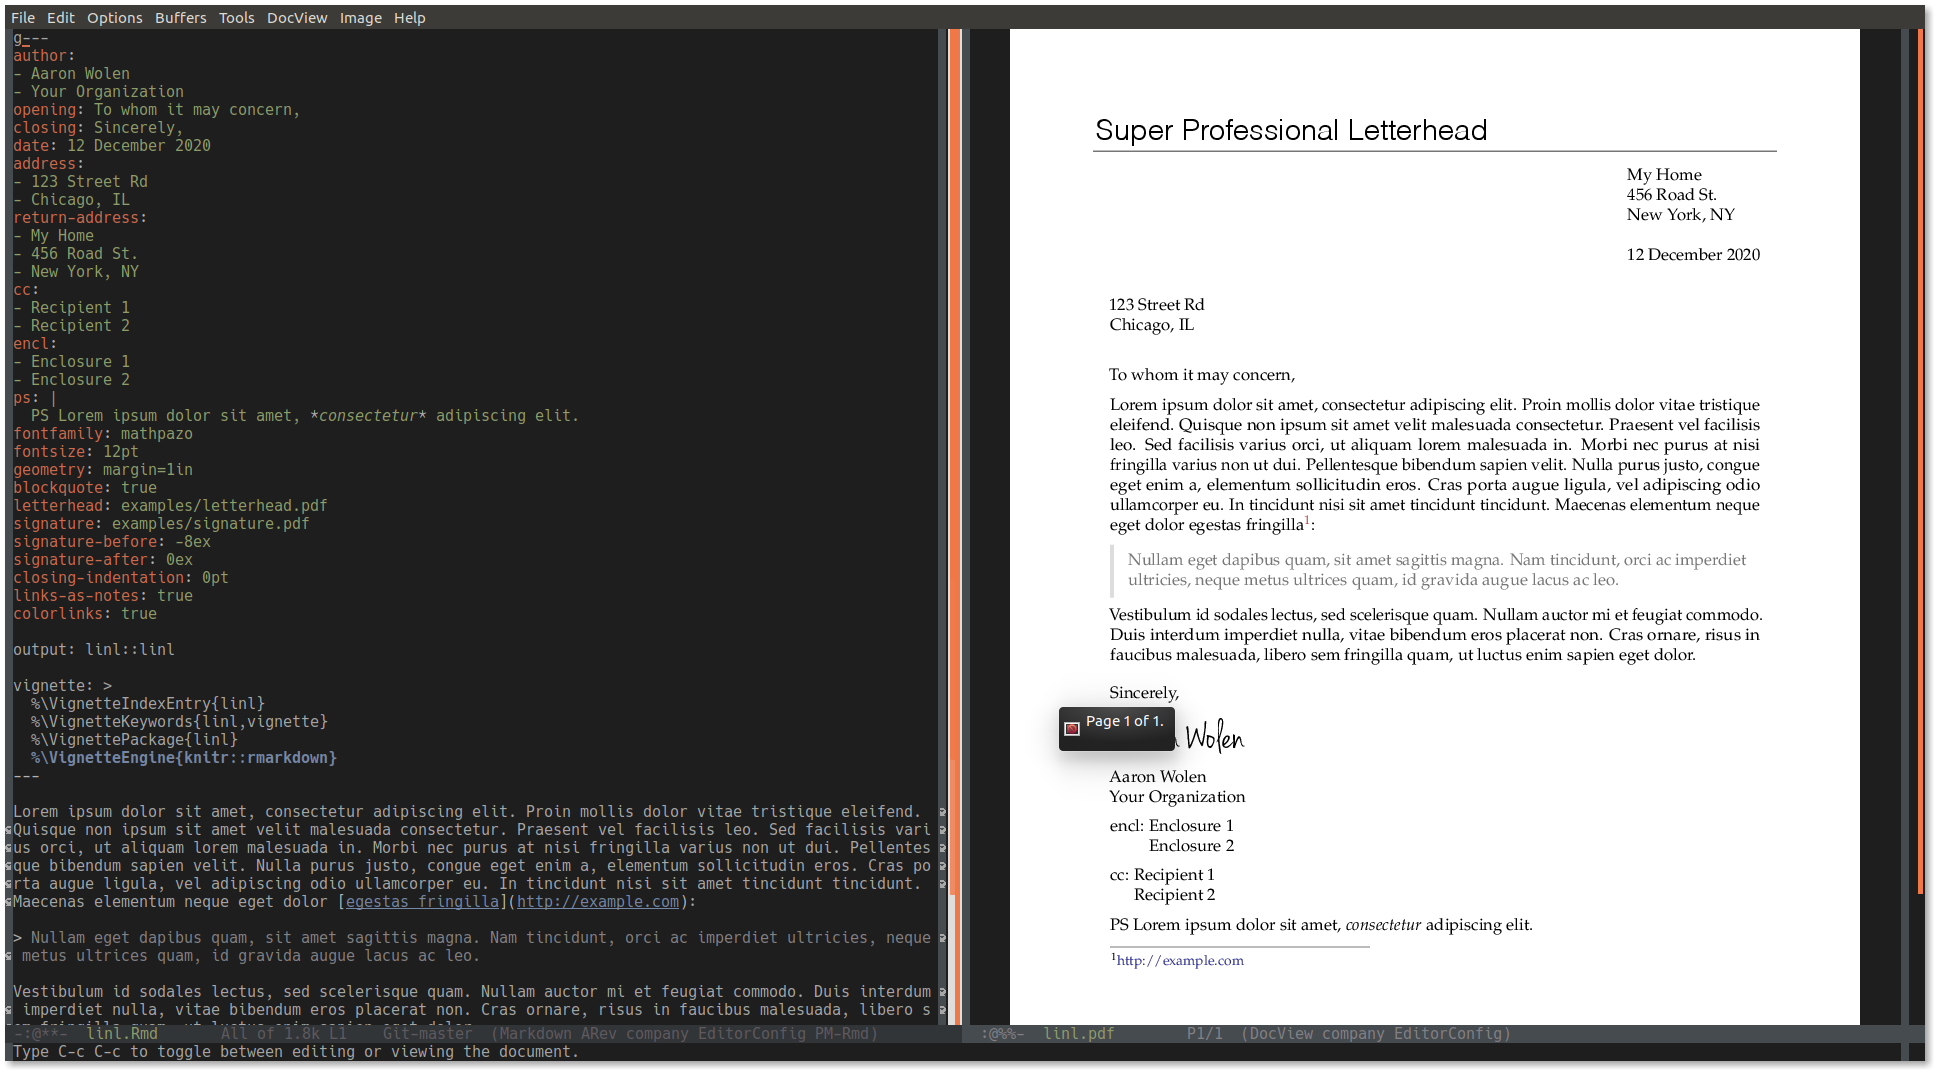 File Edit Options Buffers Tools DocView Image Help
g---
author:
- Aaron Wolen
- Your Organization
opening: To whom it may concern,
closing: Sincerely,
date: 12 December 2020
address:
- 123 Street Rd
- Chicago, IL
return-address:
- My Home
- 456 Road St.
- New York, NY
cc:
- Recipient 1
- Recipient 2
encl:
- Enclosure 1
- Enclosure 2
ps: |
  PS Lorem ipsum dolor sit amet, *consectetur* adipiscing elit.
fontfamily: mathpazo
fontsize: 12pt
geometry: margin=1in
blockquote: true
letterhead: examples/letterhead.pdf
signature: examples/signature.pdf
signature-before: -8ex
signature-after: 0ex
closing-indentation: 0pt
links-as-notes: true
colorlinks: true
output: linl::linl
vignette: >
  %\VignetteIndexEntry{linl}
  %\VignetteKeywords{linl,vignette}
  %\VignettePackage{linl}
  %\VignetteEngine{knitr::rmarkdown}
---
Lorem ipsum dolor sit amet, consectetur adipiscing elit. Proin mollis dolor vitae tristique eleifend.
Quisque non ipsum sit amet velit malesuada consectetur. Praesent vel facilisis leo. Sed facilisis vari
us orci, ut aliquam lorem malesuada in. Morbi nec purus at nisi fringilla varius non ut dui. Pellentes
que bibendum sapien velit. Nulla purus justo, congue eget enim a, elementum sollicitudin eros. Cras po
rta augue ligula, vel adipiscing odio ullamcorper eu. In tincidunt nisi sit amet tincidunt tincidunt.
Maecenas elementum neque eget dolor [egestas fringilla](http://example.com):
> Nullam eget dapibus quam, sit amet sagittis magna. Nam tincidunt, orci ac imperdiet ultricies, neque
 metus ultrices quam, id gravida augue lacus ac leo.
Vestibulum id sodales lectus, sed scelerisque quam. Nullam auctor mi et feugiat commodo. Duis interdum
 imperdiet nulla, vitae bibendum eros placerat non. Cras ornare, risus in faucibus malesuada, libero s
-:@**-  linl.Rmd       All of 1.8k L1    Git-master  (Markdown ARev company EditorConfig PM-Rmd)
Type C-c C-c to toggle between editing or viewing the document.
Super Professional Letterhead
My Home
456 Road St.
New York, NY
12 December 2020
123 Street Rd
Chicago, IL
To whom it may concern,
Lorem ipsum dolor sit amet, consectetur adipiscing elit. Proin mollis dolor vitae tristique
eleifend. Quisque non ipsum sit amet velit malesuada consectetur. Praesent vel facilisis
leo. Sed facilisis varius orci, ut aliquam lorem malesuada in. Morbi nec purus at nisi
fringilla varius non ut dui. Pellentesque bibendum sapien velit. Nulla purus justo, congue
eget enim a, elementum sollicitudin eros. Cras porta augue ligula, vel adipiscing odio
ullamcorper eu. In tincidunt nisi sit amet tincidunt tincidunt. Maecenas elementum neque
eget dolor egestas fringilla¹:
Nullam eget dapibus quam, sit amet sagittis magna. Nam tincidunt, orci ac imperdiet
ultricies, neque metus ultrices quam, id gravida augue lacus ac leo.
Vestibulum id sodales lectus, sed scelerisque quam. Nullam auctor mi et feugiat commodo.
Duis interdum imperdiet nulla, vitae bibendum eros placerat non. Cras ornare, risus in
faucibus malesuada, libero sem fringilla quam, ut luctus enim sapien eget dolor.
Sincerely,
Page 1 of 1.
Wolen
Aaron Wolen
Your Organization
encl: Enclosure 1
Enclosure 2
cc: Recipient 1
Recipient 2
PS Lorem ipsum dolor sit amet, consectetur adipiscing elit.
¹http://example.com
:@%%-  linl.pdf        P1/1  (DocView company EditorConfig)